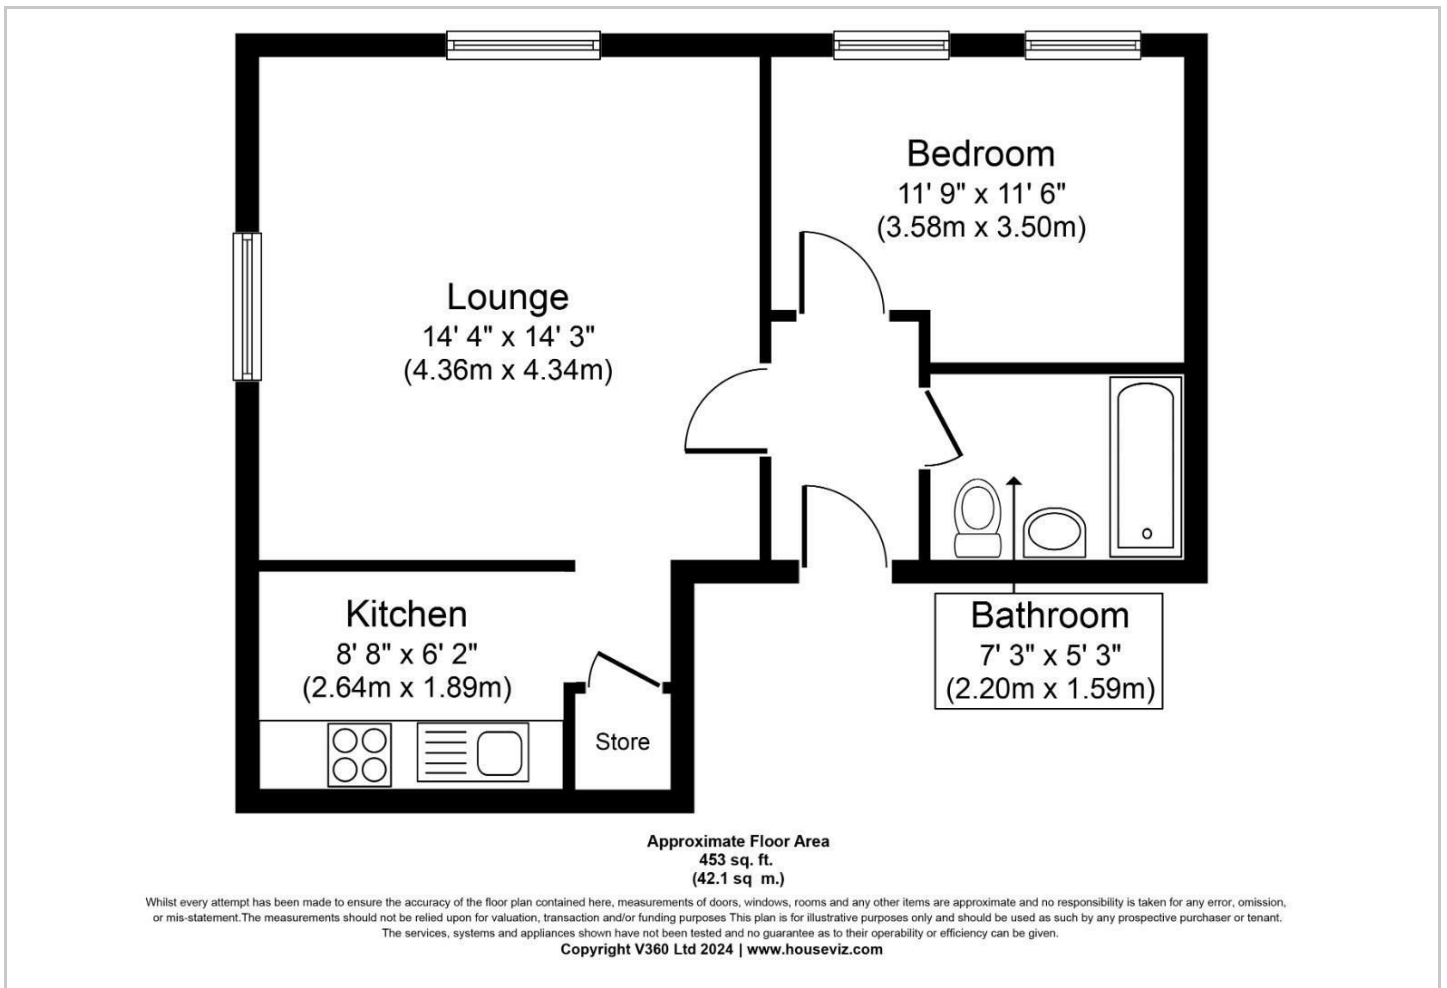 Bedroom
11' 9" x 11' 6"
(3.58m x 3.50m)
Lounge
14' 4" x 14' 3"
(4.36m x 4.34m)
Kitchen
8' 8" x 6' 2"
(2.64m x 1.89m)
Store
Bathroom
7' 3" x 5' 3"
(2.20m x 1.59m)
Approximate Floor Area
453 sq. ft.
(42.1 sq m.)
Whilst every attempt has been made to ensure the accuracy of the floor plan contained here, measurements of doors, windows, rooms and any other items are approximate and no responsibility is taken for any error, omission,
or mis-statement.The measurements should not be relied upon for valuation, transaction and/or funding purposes This plan is for illustrative purposes only and should be used as such by any prospective purchaser or tenant.
The services, systems and appliances shown have not been tested and no guarantee as to their operability or efficiency can be given.
Copyright V360 Ltd 2024 | www.houseviz.com